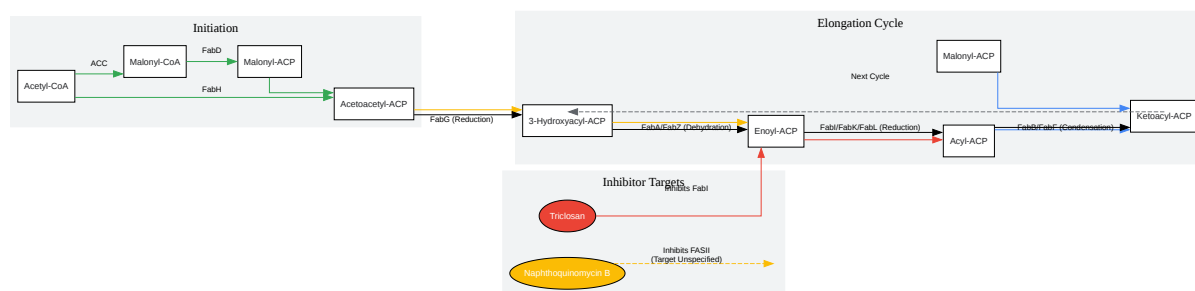 Initiation
Elongation Cycle
FabD
ACC
Malonyl-CoA
Malonyl-ACP
Acetyl-CoA
FabH
Acetoacetyl-ACP
FabG (Reduction)
Malonyl-ACP
Next Cycle
3-Hydroxyacyl-ACP
FabA/FabZ (Dehydration)
Enoyl-ACP
FabI/FabK/FabL (Reduction)
Acyl-ACP
FabB/FabF (Condensation)
Ketoacyl-ACP
Inhibitor Targets
Inhibits FabI
Triclosan
Inhibits FASII
(Target Unspecified)
Naphthoquinomycin B